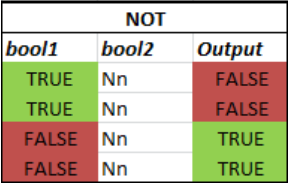 NOT
bool1 bool2 Output
TRUE Nn FALSE
TRUE Nn FALSE
FALSE Nn TRUE
FALSE Nn TRUE